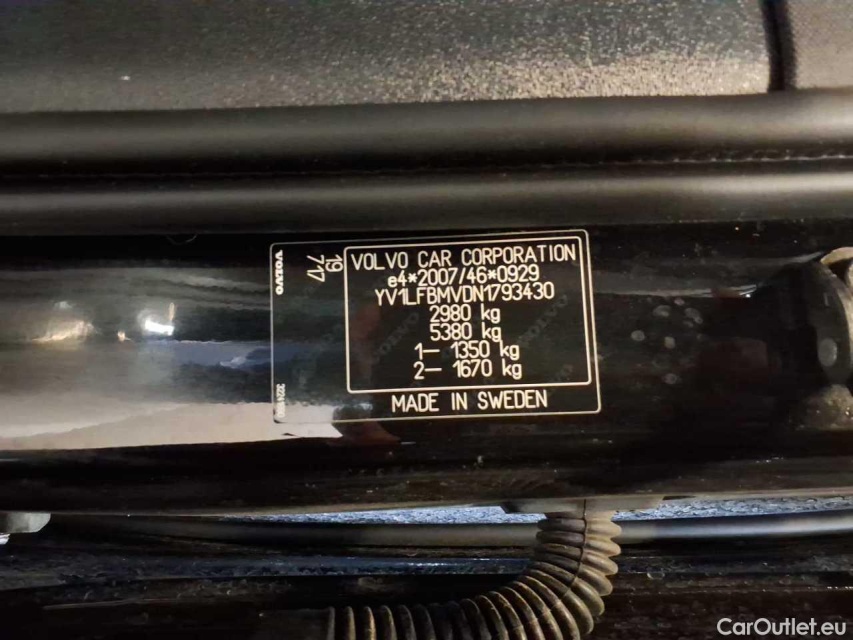 VOLVO
19
717
VOLVO CAR CORPORATION
e4*2007/46*0929
YV1LFBMVDN1793430
2980 kg
5380 kg
1– 1350 kg
2– 1670 kg
MADE IN SWEDEN
CarOutlet.eu